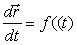 dr⃗/dt = f((t)